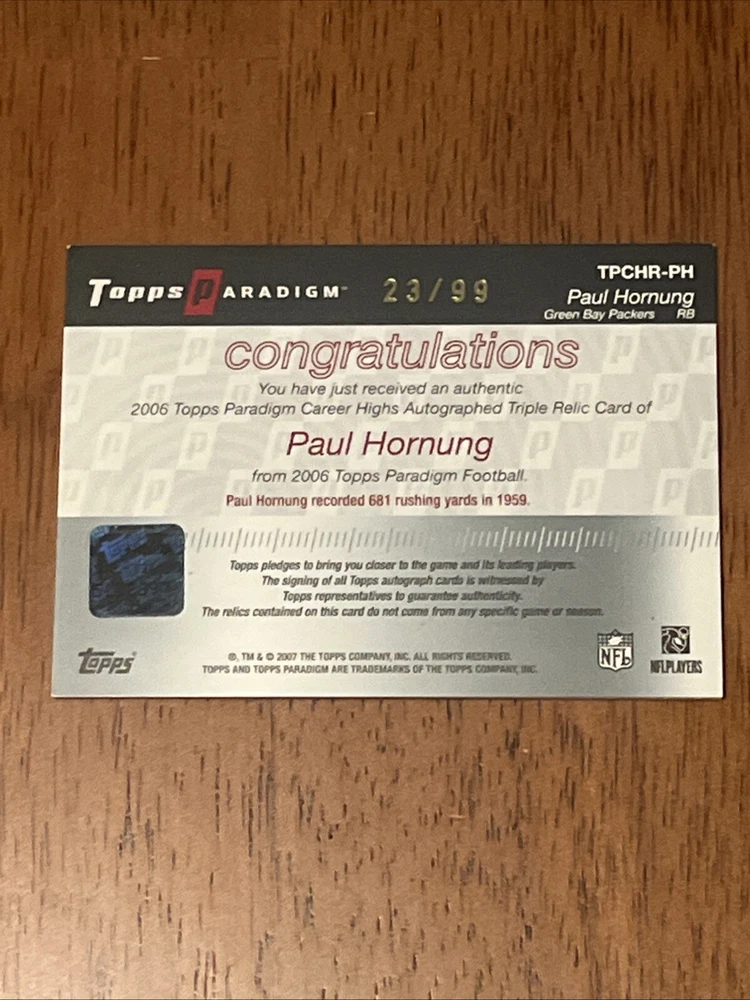 Topps PARADIGM™ 23/99 TPCHR-PH
Paul Hornung
Green Bay Packers RB
congratulations
You have just received an authentic
2006 Topps Paradigm Career Highs Autographed Triple Relic Card of
Paul Hornung
from 2006 Topps Paradigm Football.
Paul Hornung recorded 681 rushing yards in 1959.
Topps pledges to bring you closer to the game and its leading players.
The signing of all Topps autograph cards is witnessed by
Topps representatives to guarantee authenticity.
The relics contained on this card do not come from any specific game or season.
Topps®
®, TM & © 2007 THE TOPPS COMPANY, INC. ALL RIGHTS RESERVED.
TOPPS AND TOPPS PARADIGM ARE TRADEMARKS OF THE TOPPS COMPANY, INC.
NFL
NFLPLAYERS